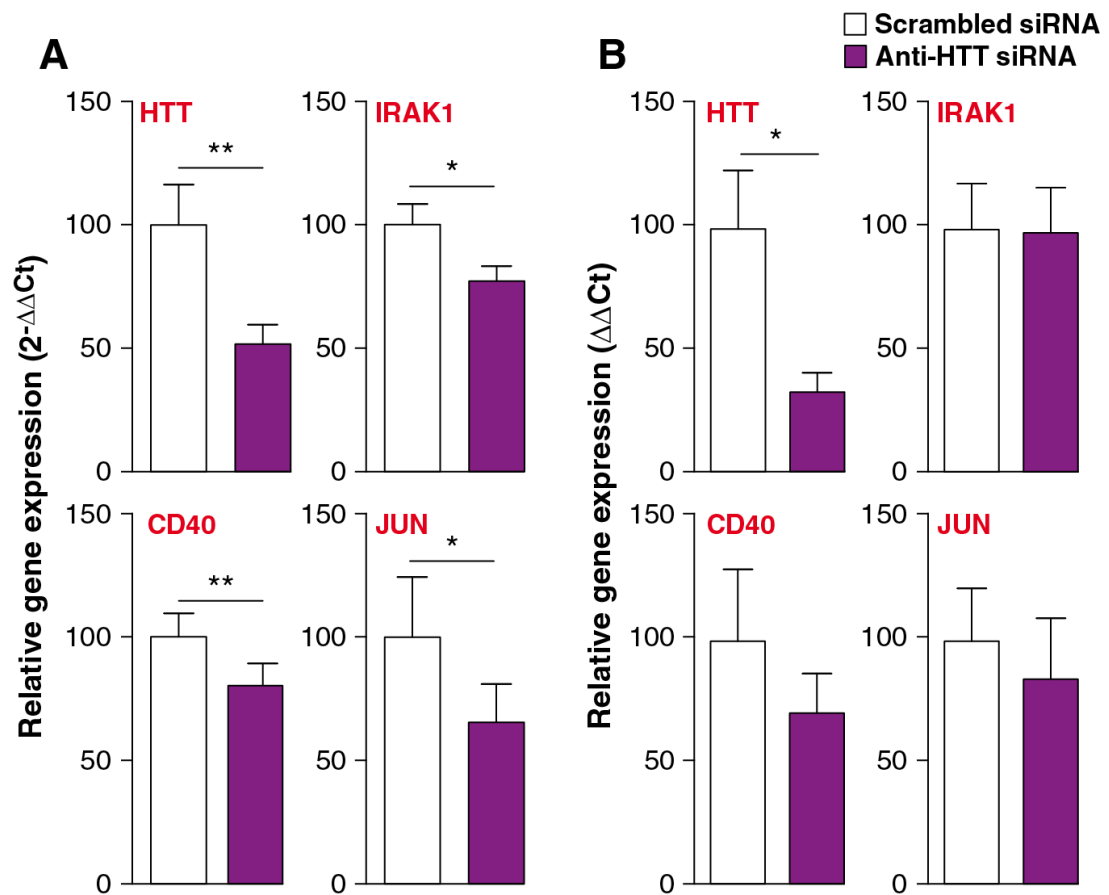 Scrambled siRNA
Anti-HTT siRNA
A
Relative gene expression (2-ΔΔCt)
HTT
**
150
100
50
0
IRAK1
*
150
100
50
0
CD40
**
150
100
50
0
JUN
*
150
100
50
0
B
Relative gene expression (ΔΔCt)
HTT
*
150
100
50
0
IRAK1
150
100
50
0
CD40
150
100
50
0
JUN
150
100
50
0